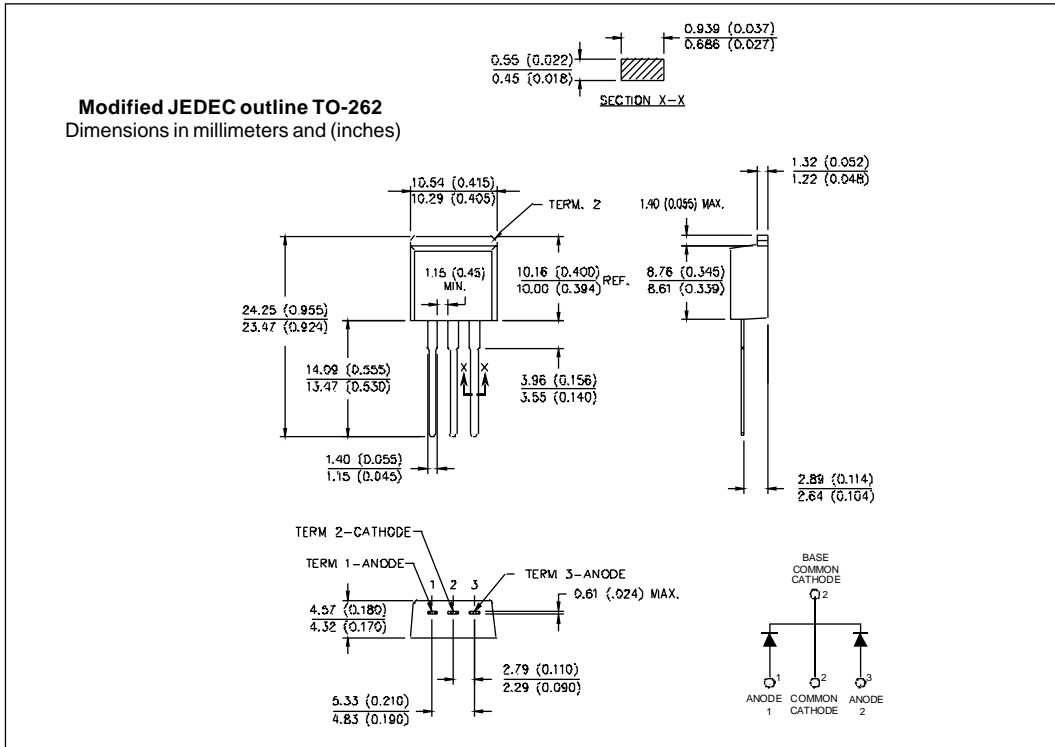 0.939 (0.037)
0.686 (0.027)
0.55 (0.022)
0.45 (0.018)
SECTION X-X
Modified JEDEC outline TO-262
Dimensions in millimeters and (inches)
1.32 (0.052)
1.22 (0.048)
10.54 (0.415)
10.29 (0.405)
TERM. 2
1.40 (0.055) MAX.
1.15 (0.45)
MIN.
10.16 (0.400)
10.00 (0.394)
REF.
8.76 (0.345)
8.61 (0.339)
24.25 (0.955)
23.47 (0.924)
14.09 (0.555)
13.47 (0.530)
X X
3.96 (0.156)
3.55 (0.140)
1.40 (0.055)
1.15 (0.045)
2.89 (0.114)
2.64 (0.104)
TERM 2-CATHODE
TERM 1-ANODE
1 2 3
TERM 3-ANODE
0.61 (.024) MAX.
4.57 (0.180)
4.32 (0.170)
2.79 (0.110)
2.29 (0.090)
5.33 (0.210)
4.83 (0.190)
BASE
COMMON
CATHODE
2
1 2 3
ANODE COMMON ANODE
1 CATHODE 2